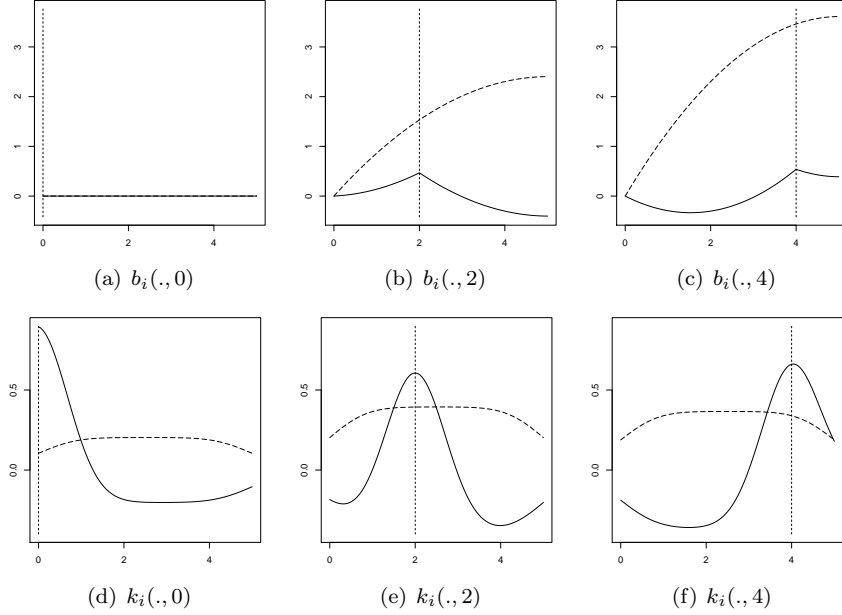 3
2
1
0
0 2 4
(a) b_i(., 0)
3
2
1
0
0 2 4
(b) b_i(., 2)
3
2
1
0
0 2 4
(c) b_i(., 4)
0.5
0.0
0 2 4
(d) k_i(., 0)
0.5
0.0
0 2 4
(e) k_i(., 2)
0.5
0.0
0 2 4
(f) k_i(., 4)